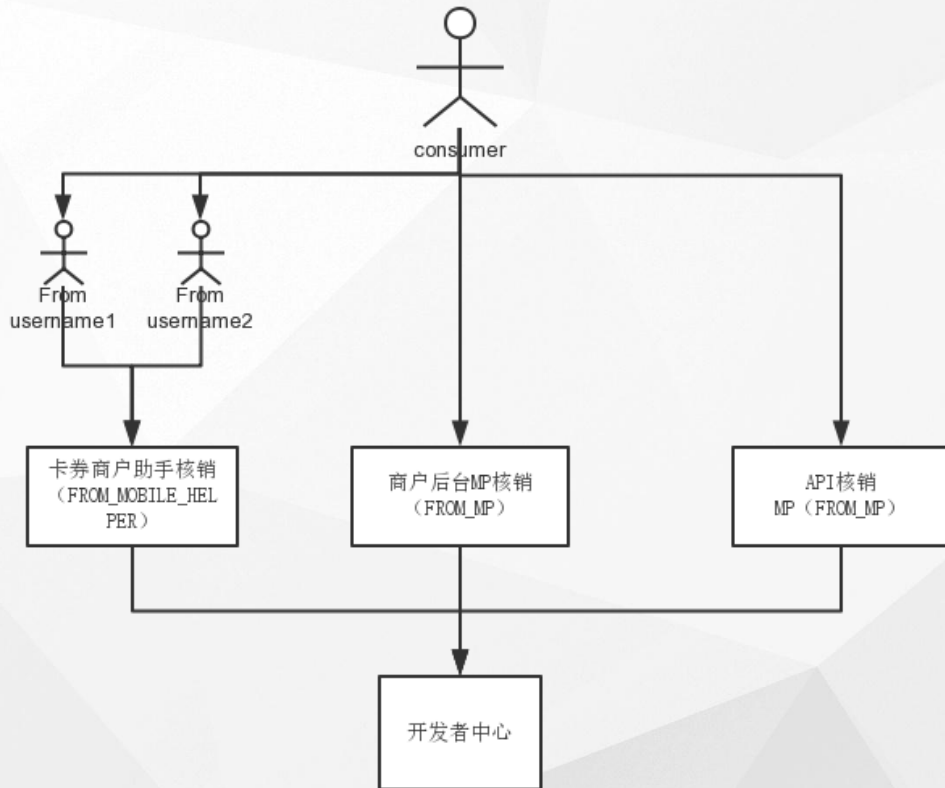 consumer
From
username1
From
username2
卡券商户助手核销
（FROM_MOBILE_HEL
PER）
商户后台MP核销
（FROM_MP）
API核销
MP（FROM_MP）
开发者中心